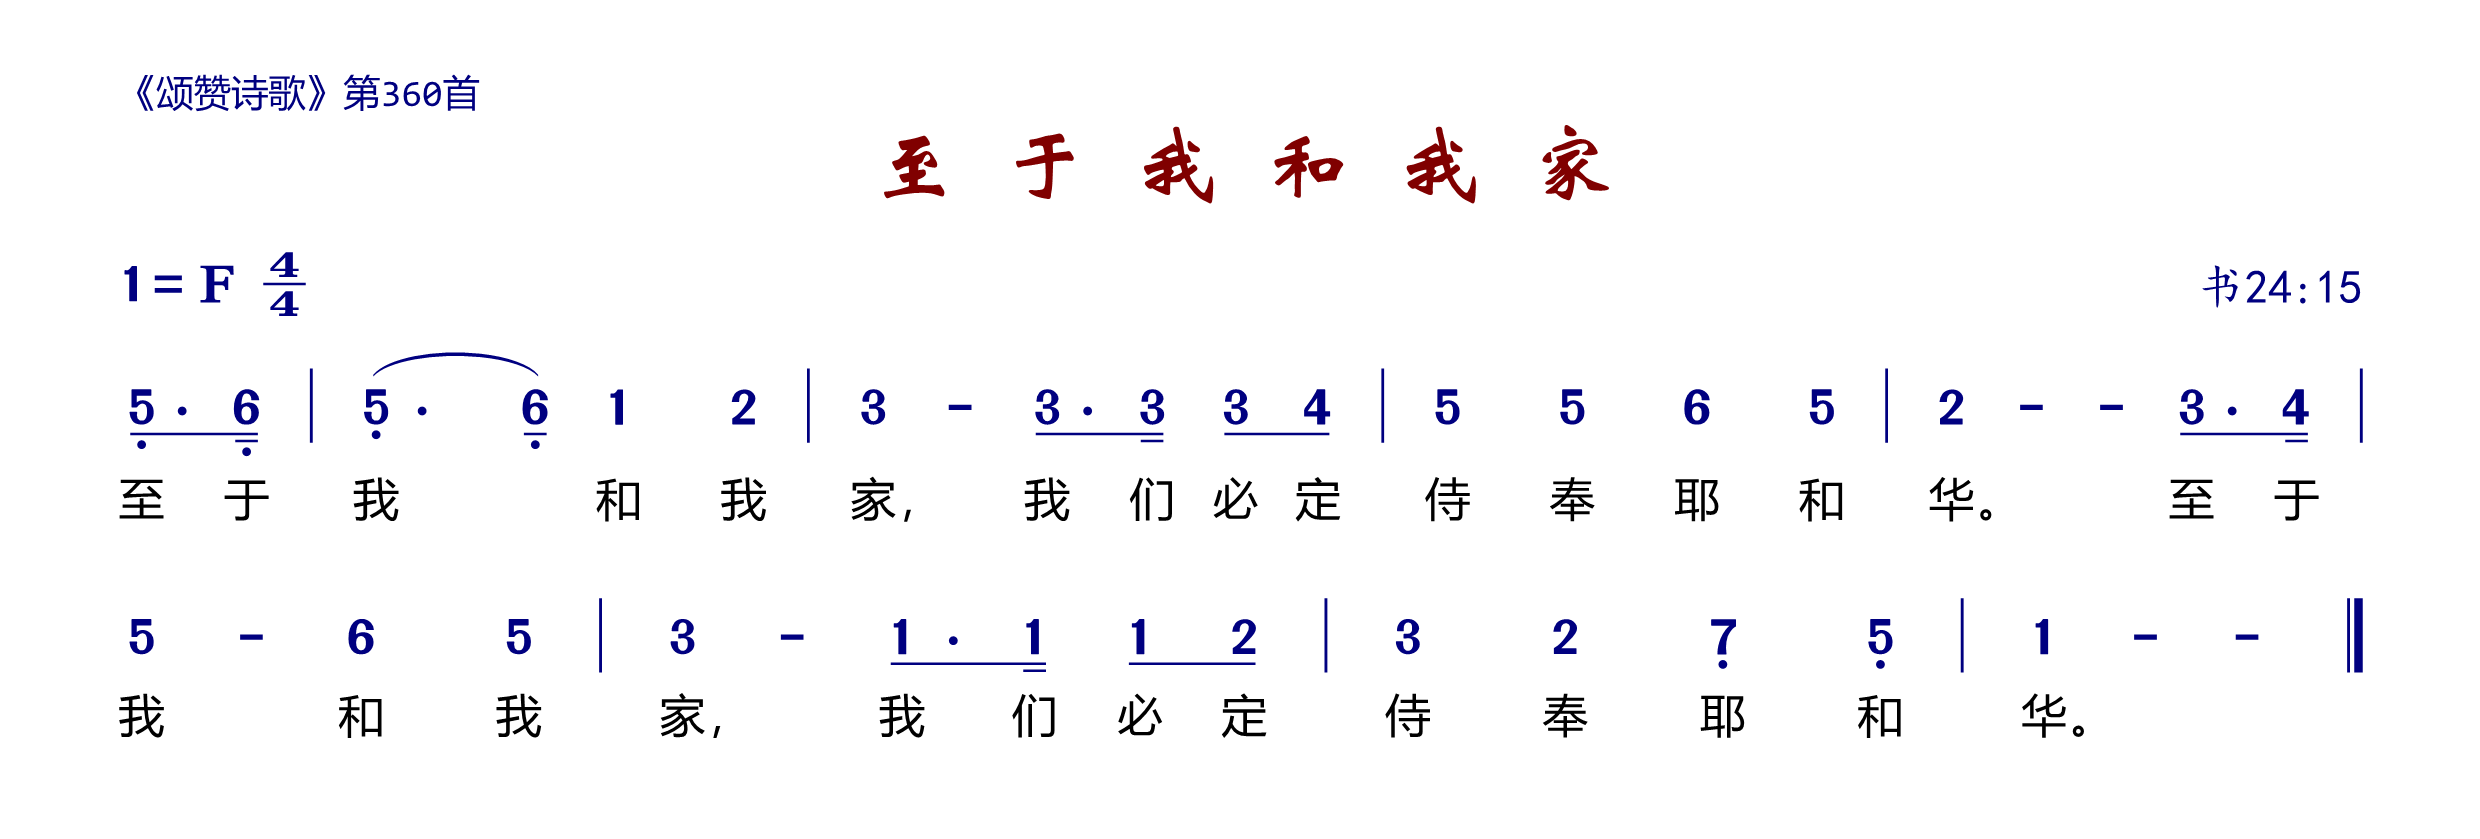 《颂赞诗歌》第360首
至于我和我家
1=F 4/4 书24:15
5· 6 | 5· 6 1 2 | 3 - 3· 3 3 4 | 5 5 6 5 | 2 - - 3· 4 |
至于我和我家，我们必定侍奉耶和华。至于
5 - 6 5 | 3 - 1· 1 1 2 | 3 2 7 5 | 1 - - ‖
我和我家，我们必定侍奉耶和华。